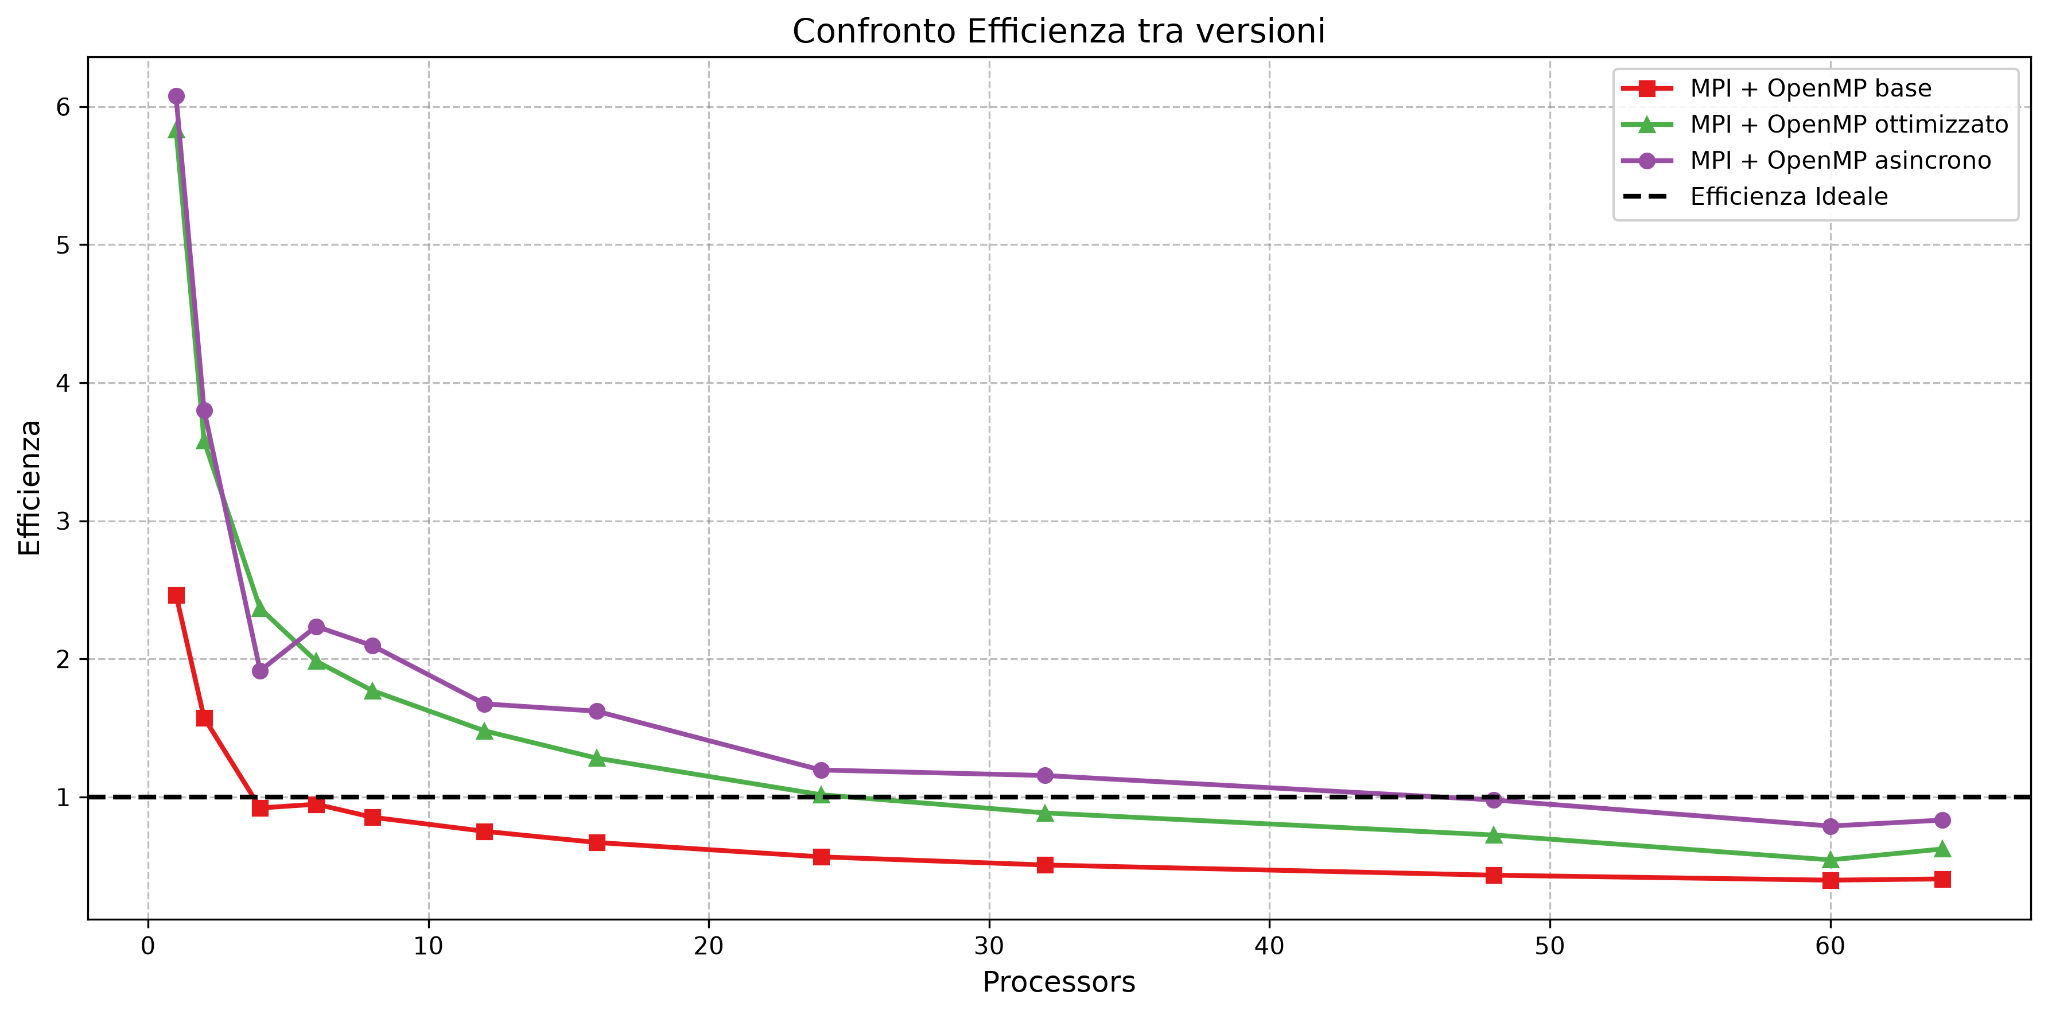 Confronto Efficienza tra versioni
MPI + OpenMP base
MPI + OpenMP ottimizzato
MPI + OpenMP asincrono
Efficienza Ideale
Efficienza
6
5
4
3
2
1
0 10 20 30 40 50 60
Processors